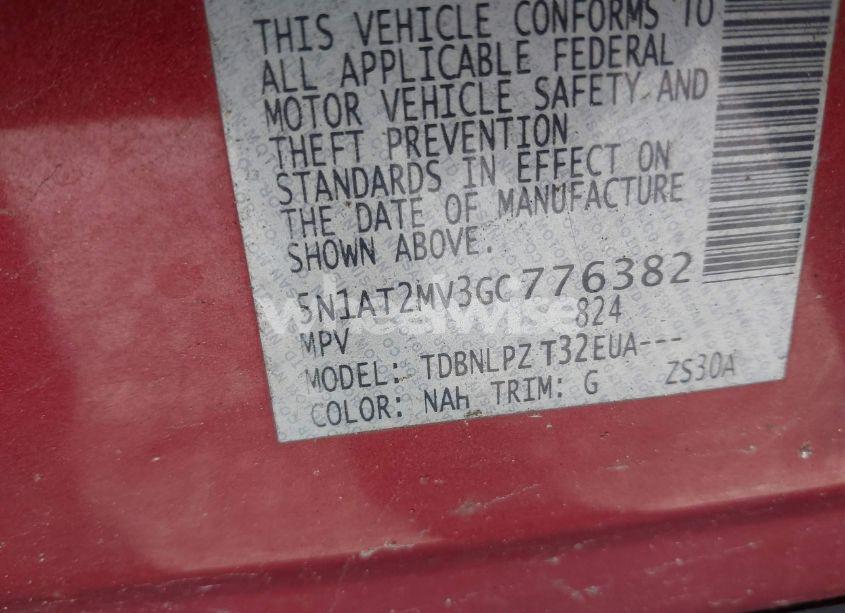 THIS VEHICLE CONFORMS TO
ALL APPLICABLE FEDERAL
MOTOR VEHICLE SAFETY AND
THEFT PREVENTION
STANDARDS IN EFFECT ON
THE DATE OF MANUFACTURE
SHOWN ABOVE.
5N1AT2MV3GC776382
MPV 824
MODEL: TDBNLPZ T32EUA---
COLOR: NAH TRIM: G ZS30A
wheelwise